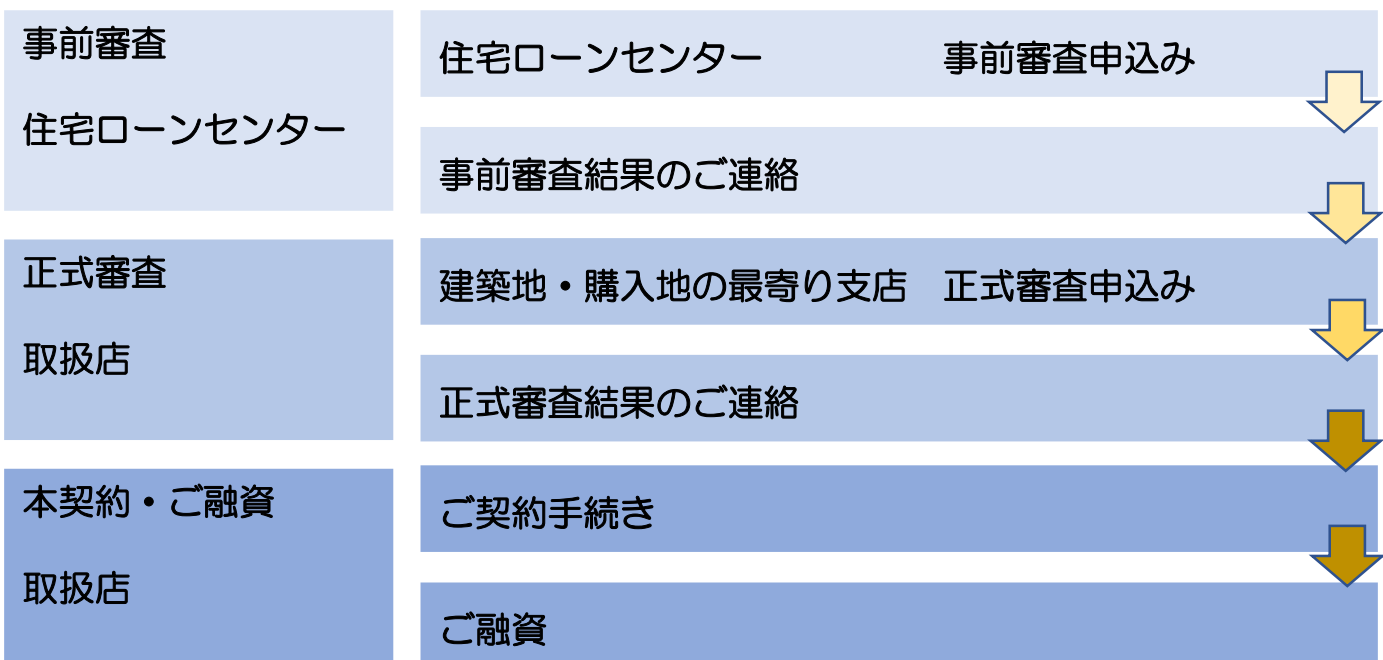 事前審査
住宅ローンセンター
住宅ローンセンター 事前審査申込み
事前審査結果のご連絡
正式審査
取扱店
建築地・購入地の最寄り支店 正式審査申込み
正式審査結果のご連絡
本契約・ご融資
取扱店
ご契約手続き
ご融資